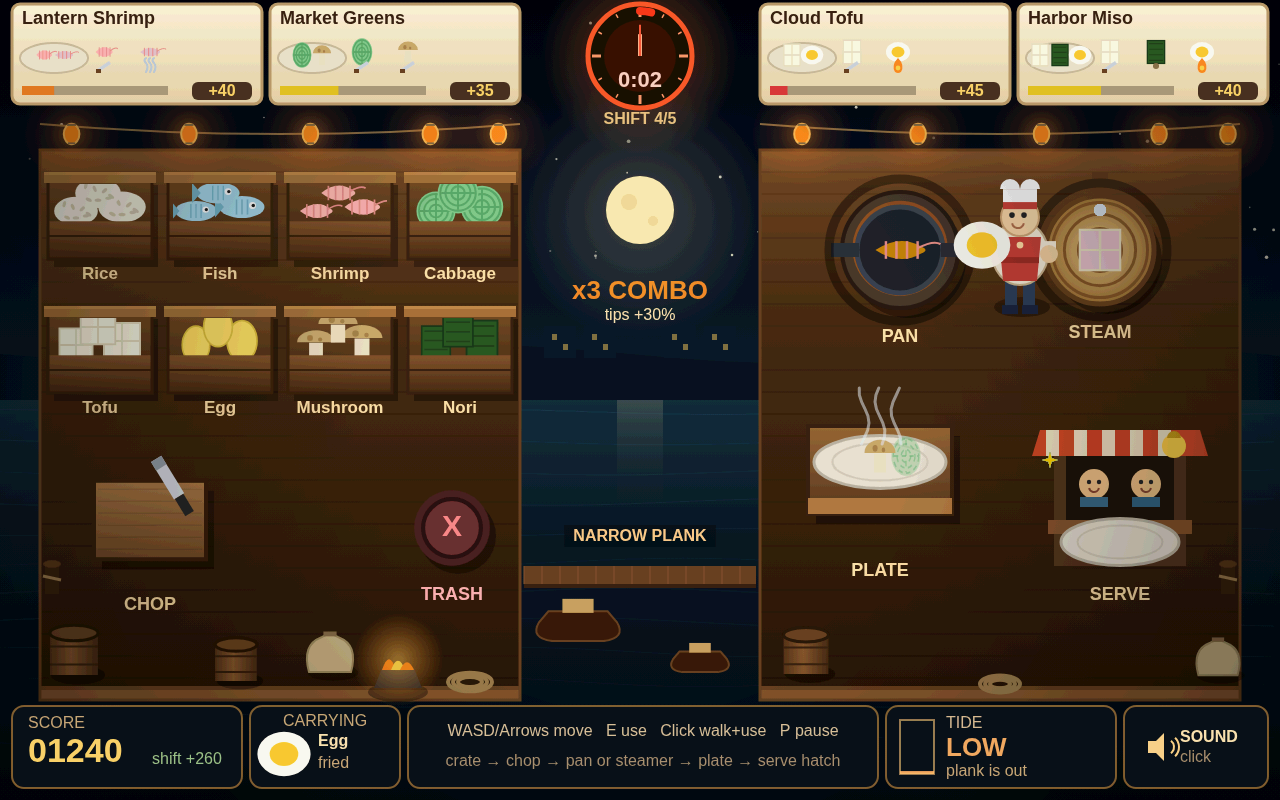 Lantern Shrimp
+40
Market Greens
+35
0:02
SHIFT 4/5
Cloud Tofu
+45
Harbor Miso
+40
Rice
Fish
Shrimp
Cabbage
Tofu
Egg
Mushroom
Nori
x3 COMBO
tips +30%
PAN
STEAM
CHOP
X
TRASH
NARROW PLANK
PLATE
SERVE
SCORE
01240
shift +260
CARRYING
Egg
fried
WASD/Arrows move E use Click walk+use P pause
crate → chop → pan or steamer → plate → serve hatch
TIDE
LOW
plank is out
SOUND
click